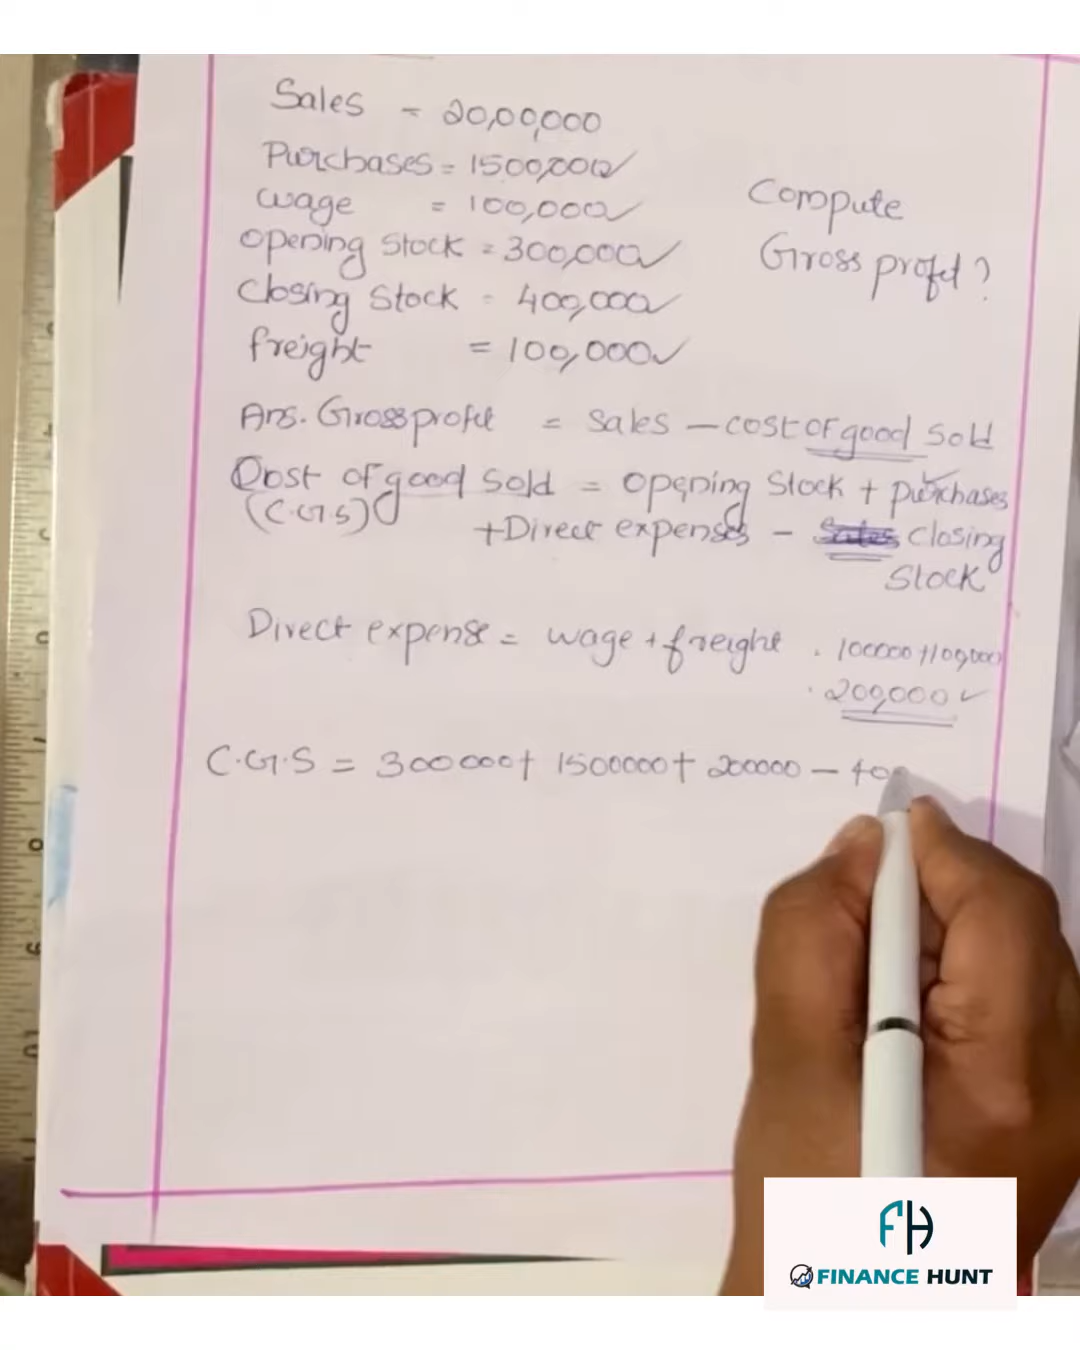 Sales = 20,00,000
Purchases = 1500,000
wage = 100,000
Compute
opening stock = 300,000
Gross profit?
closing stock = 400,000
freight = 100,000
Ans. Gross profit = sales - cost of good sold
Cost of good sold = opening stock + purchases
(C.G.S) + Direct expenses - closing
stock
Direct expense = wage + freight . 100000 + 100,000
. 200,000
C.G.S = 300000 + 1500000 + 200000 - 400
FH
FINANCE HUNT